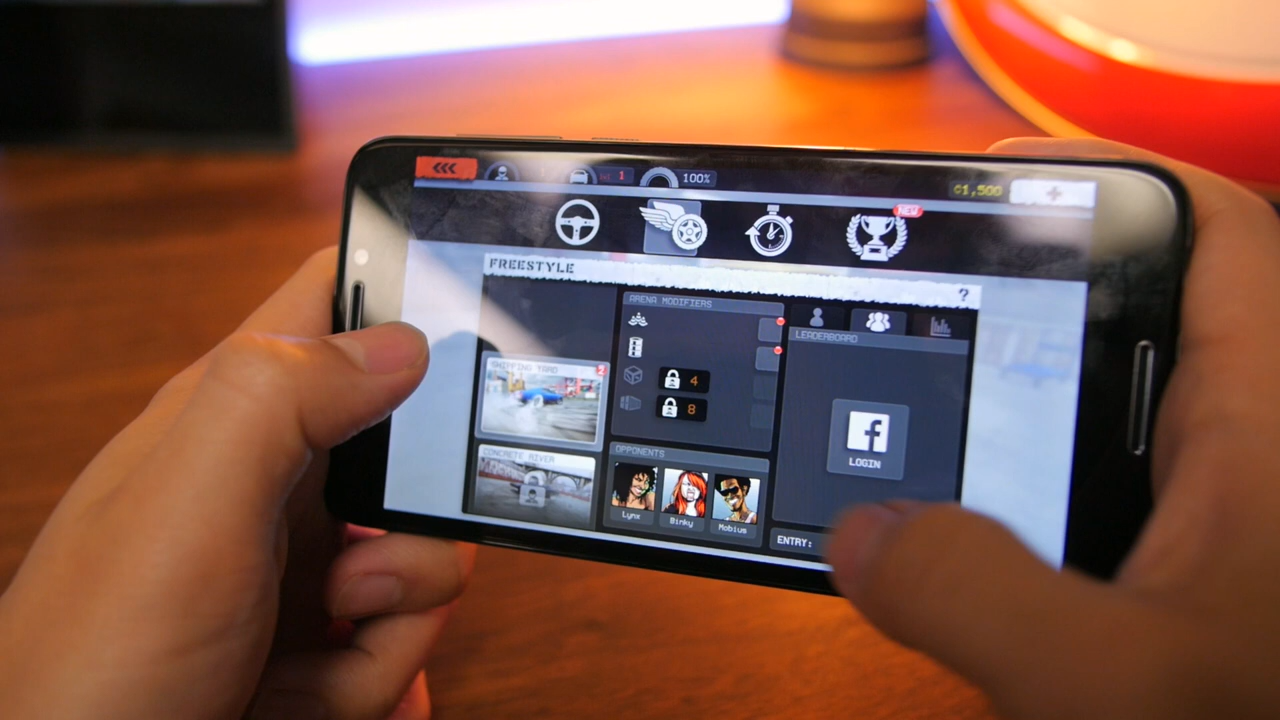 1 100% 1,500
NEW
FREESTYLE ?
ARENA MODIFIERS
LEADERBOARD
SHIPPING YARD 2
4
8
f
LOGIN
CONCRETE RIVER
OPPONENTS
Lynx Binky Mobius
ENTRY: